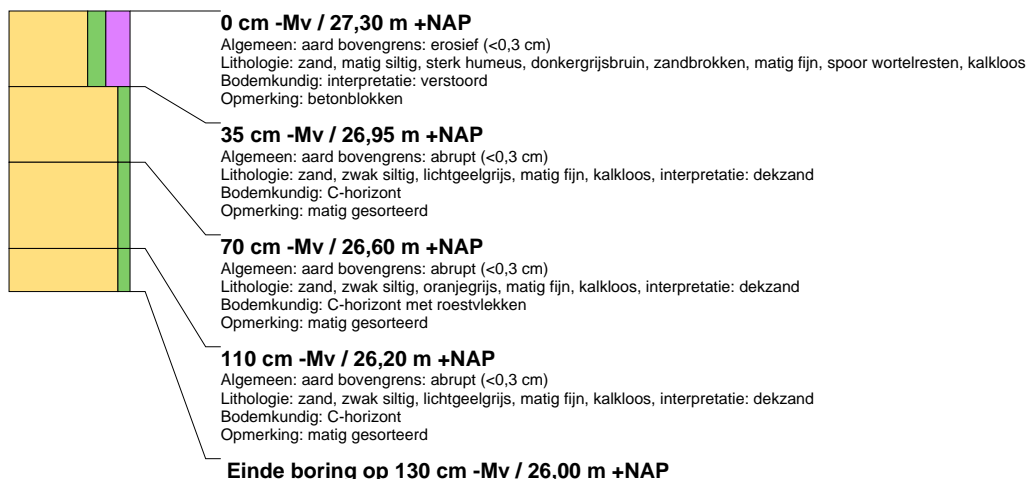 0 cm -Mv / 27,30 m +NAP
Algemeen: aard bovengrens: erosief (<0,3 cm)
Lithologie: zand, matig siltig, sterk humeus, donkergrijsbruin, zandbrokken, matig fijn, spoor wortelresten, kalkloos
Bodemkundig: interpretatie: verstoord
Opmerking: betonblokken
35 cm -Mv / 26,95 m +NAP
Algemeen: aard bovengrens: abrupt (<0,3 cm)
Lithologie: zand, zwak siltig, lichtgeelgrijs, matig fijn, kalkloos, interpretatie: dekzand
Bodemkundig: C-horizont
Opmerking: matig gesorteerd
70 cm -Mv / 26,60 m +NAP
Algemeen: aard bovengrens: abrupt (<0,3 cm)
Lithologie: zand, zwak siltig, oranjegrijs, matig fijn, kalkloos, interpretatie: dekzand
Bodemkundig: C-horizont met roestvlekken
Opmerking: matig gesorteerd
110 cm -Mv / 26,20 m +NAP
Algemeen: aard bovengrens: abrupt (<0,3 cm)
Lithologie: zand, zwak siltig, lichtgeelgrijs, matig fijn, kalkloos, interpretatie: dekzand
Bodemkundig: C-horizont
Opmerking: matig gesorteerd
Einde boring op 130 cm -Mv / 26,00 m +NAP